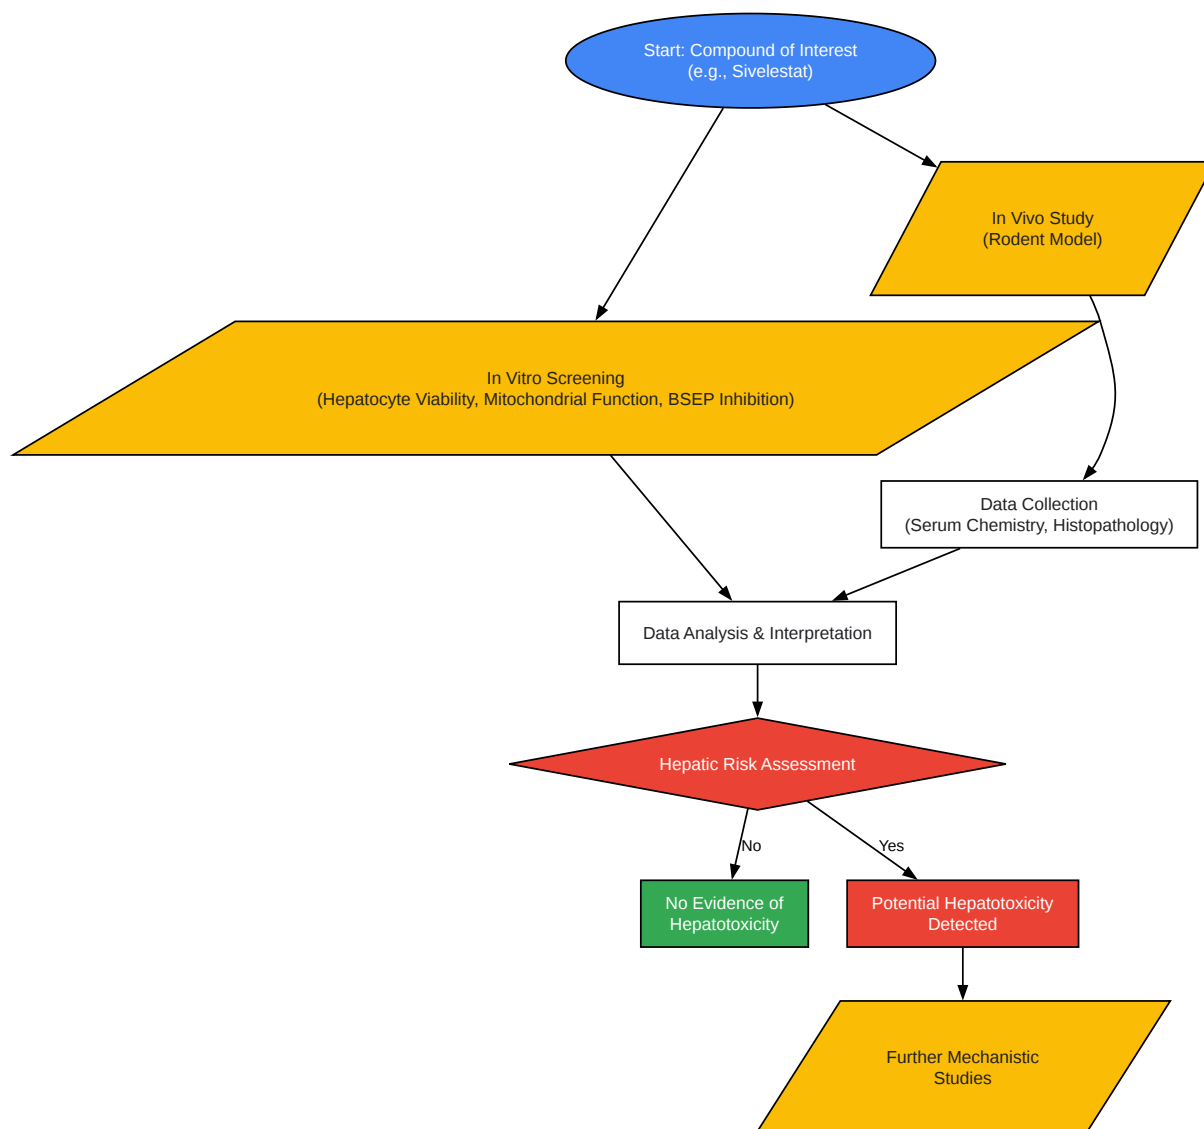 Start: Compound of Interest
(e.g., Sivelestat)
In Vivo Study
(Rodent Model)
In Vitro Screening
(Hepatocyte Viability, Mitochondrial Function, BSEP Inhibition)
Data Collection
(Serum Chemistry, Histopathology)
Data Analysis & Interpretation
Hepatic Risk Assessment
No
Yes
No Evidence of
Hepatotoxicity
Potential Hepatotoxicity
Detected
Further Mechanistic
Studies